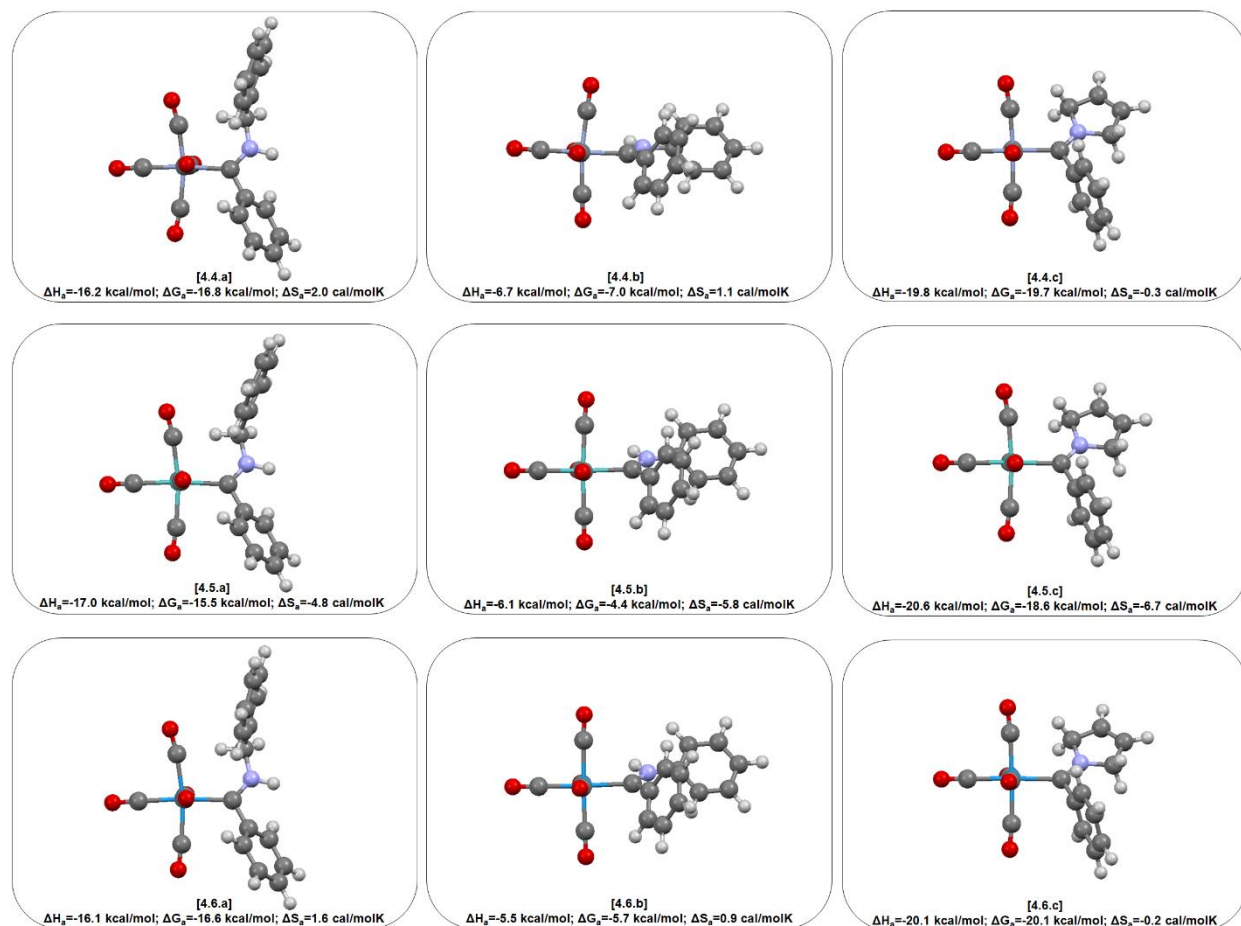 [4.4.a]
ΔHₐ=-16.2 kcal/mol; ΔGₐ=-16.8 kcal/mol; ΔSₐ=2.0 cal/molK
[4.4.b]
ΔHₐ=-6.7 kcal/mol; ΔGₐ=-7.0 kcal/mol; ΔSₐ=1.1 cal/molK
[4.4.c]
ΔHₐ=-19.8 kcal/mol; ΔGₐ=-19.7 kcal/mol; ΔSₐ=-0.3 cal/molK
[4.5.a]
ΔHₐ=-17.0 kcal/mol; ΔGₐ=-15.5 kcal/mol; ΔSₐ=-4.8 cal/molK
[4.5.b]
ΔHₐ=-6.1 kcal/mol; ΔGₐ=-4.4 kcal/mol; ΔSₐ=-5.8 cal/molK
[4.5.c]
ΔHₐ=-20.6 kcal/mol; ΔGₐ=-18.6 kcal/mol; ΔSₐ=-6.7 cal/molK
[4.6.a]
ΔHₐ=-16.1 kcal/mol; ΔGₐ=-16.6 kcal/mol; ΔSₐ=1.6 cal/molK
[4.6.b]
ΔHₐ=-5.5 kcal/mol; ΔGₐ=-5.7 kcal/mol; ΔSₐ=0.9 cal/molK
[4.6.c]
ΔHₐ=-20.1 kcal/mol; ΔGₐ=-20.1 kcal/mol; ΔSₐ=-0.2 cal/molK